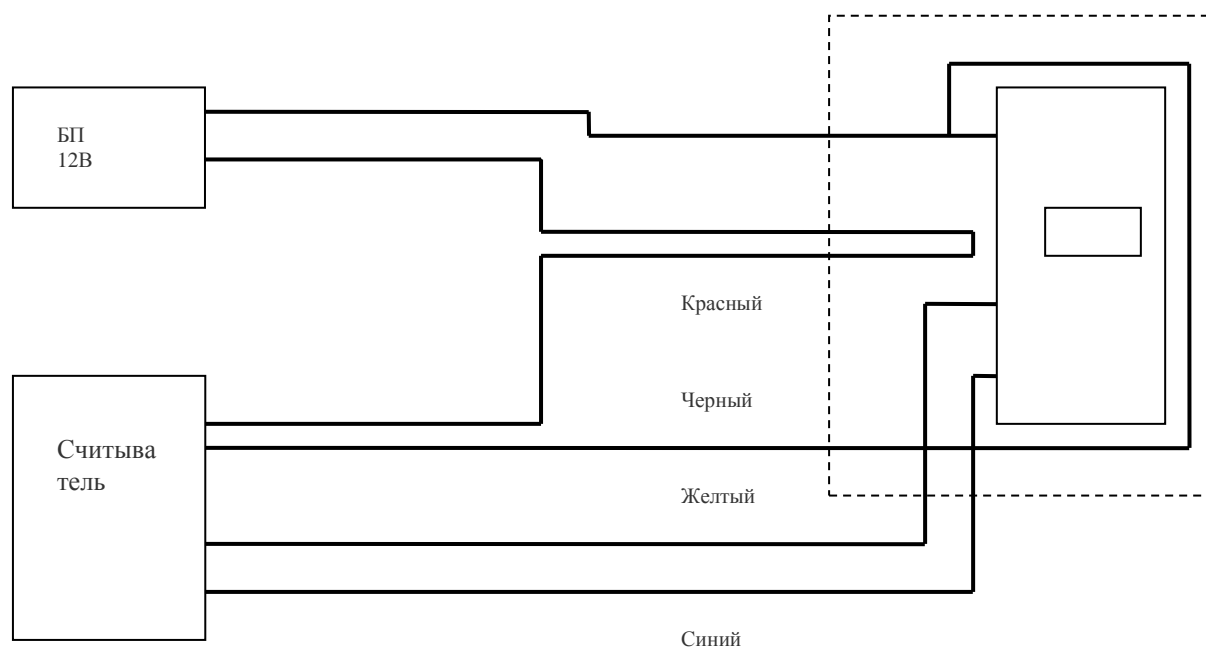 БП
12В
Красный
Черный
Считыва
тель
Желтый
Синий